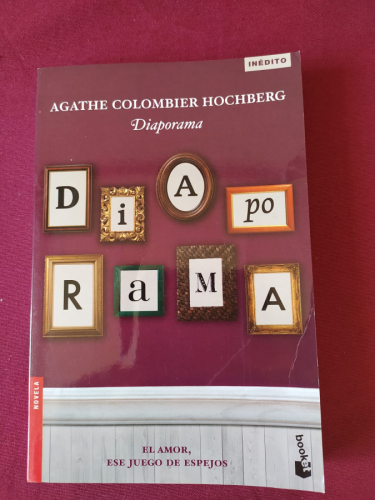 INÉDITO
AGATHE COLOMBIER HOCHBERG
Diaporama
D i A po
R a M A
NOVELA
EL AMOR,
ESE JUEGO DE ESPEJOS
booket